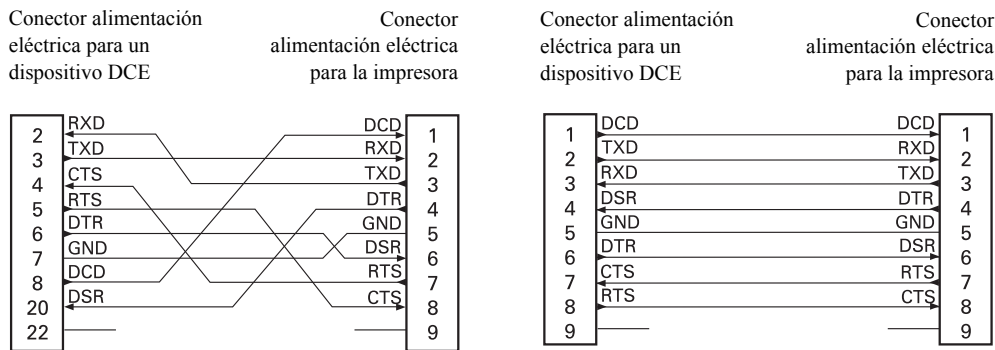 Conector alimentación
eléctrica para un
dispositivo DCE
Conector
alimentación eléctrica
para la impresora
2 RXD DCD 1
3 TXD RXD 2
4 CTS TXD 3
5 RTS DTR 4
6 DTR GND 5
7 GND DSR 6
8 DCD RTS 7
20 DSR CTS 8
22 9
Conector alimentación
eléctrica para un
dispositivo DCE
Conector
alimentación eléctrica
para la impresora
1 DCD DCD 1
2 TXD RXD 2
3 RXD TXD 3
4 DSR DTR 4
5 GND GND 5
6 DTR DSR 6
7 CTS RTS 7
8 RTS CTS 8
9 9